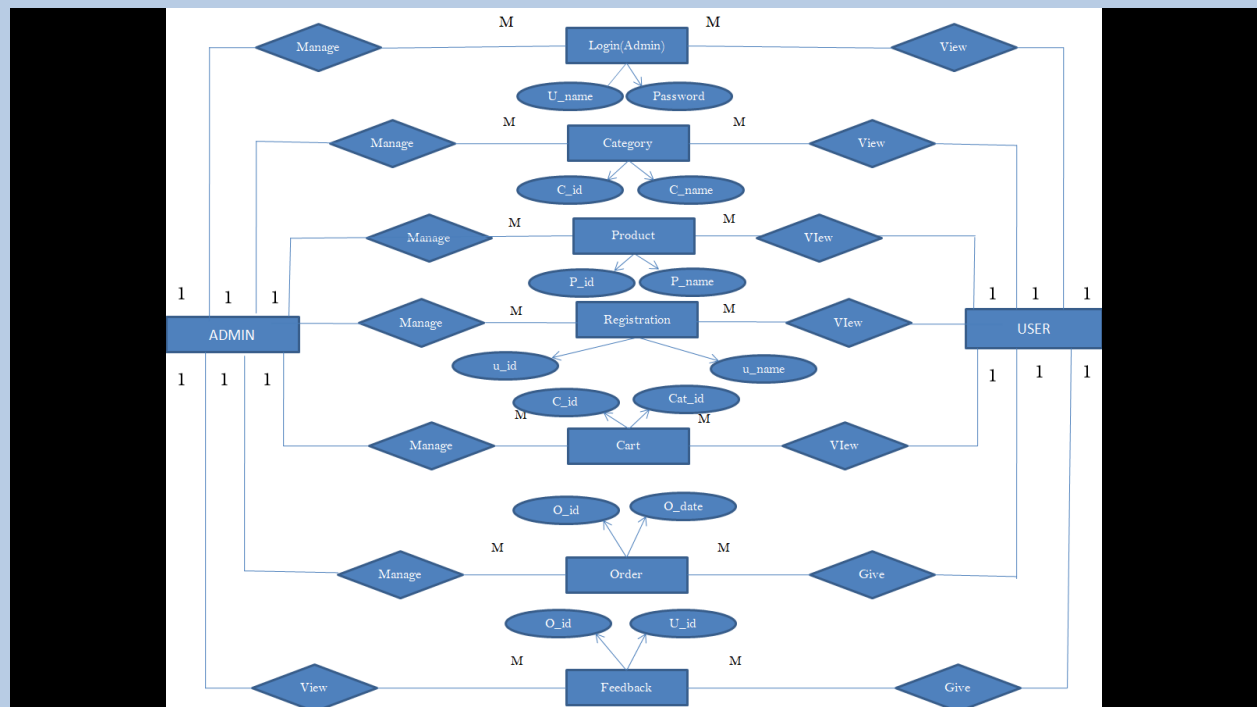 M M
Manage Login(Admin) View
U_name Password
M M
Manage Category View
C_id C_name
M M
Manage Product VIew
P_id P_name
1 1 1 1 1 1
M M
Manage Registration VIew
ADMIN USER
u_id u_name
1 1 1 1 1 1
C_id Cat_id
M M
Manage Cart VIew
O_id O_date
M M
Manage Order Give
O_id U_id
M M
View Feedback Give